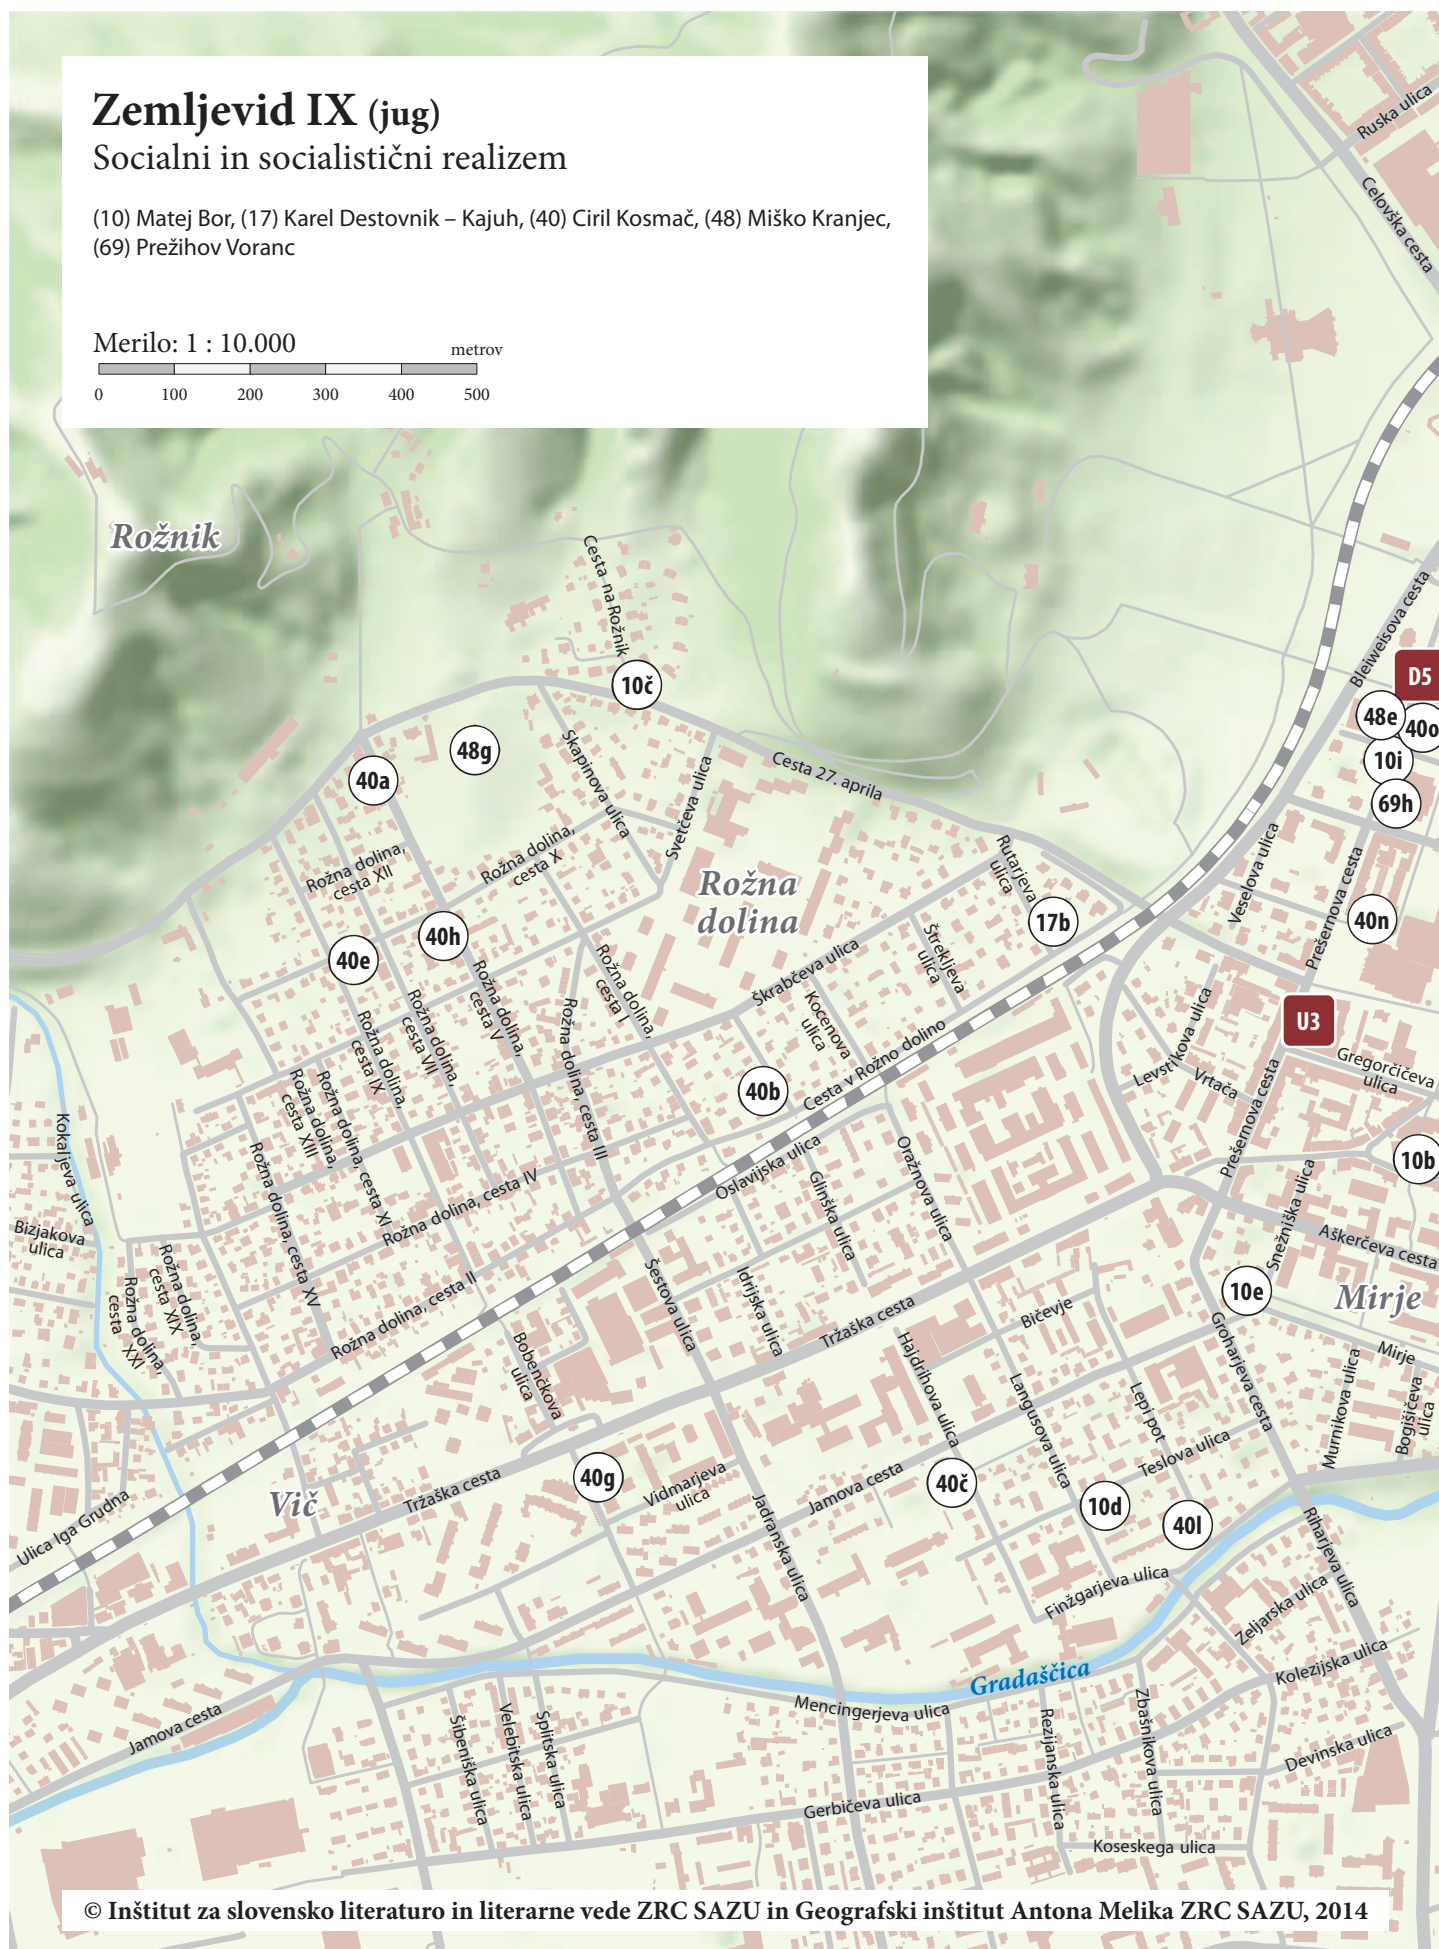 Zemljevid IX (jug)
Socialni in socialistični realizem
(10) Matej Bor, (17) Karel Destovnik – Kajuh, (40) Ciril Kosmač, (48) Miško Kranjec,
(69) Prežihov Voranc
Merilo: 1 : 10.000
metrov
0 100 200 300 400 500
Ruska ulica
Celovška cesta
Rožnik
Cesta na Rožnik
Bleiweisova cesta
D5
10č
48e
40o
48g
10i
40a
Skapinova ulica
Svetčeva ulica
Cesta 27. aprila
69h
Rožna dolina,
cesta XII
Rožna dolina,
cesta X
Rutarjeva
ulica
Veselova ulica
Prešernova cesta
Rožna
dolina
17b
40n
40h
40e
Štrekljeva
ulica
Škrabčeva ulica
Rožna dolina,
cesta I
Rožna dolina,
cesta V
Rožna dolina,
cesta VII
Rožna dolina,
cesta IX
Rožna dolina, cesta III
Kocenova
ulica
Levstikova ulica
U3
Cesta v Rožno dolino
Gregorčičeva
ulica
Vrtača
Prešernova cesta
40b
Rožna dolina, cesta XI
Rožna dolina,
cesta XIII
Kokaljeva ulica
Rožna dolina, cesta XV
Rožna dolina, cesta IV
Oslavijska ulica
Glinška ulica
Oražnova ulica
10b
Snežniška ulica
Aškerčeva cesta
Bizjakova
ulica
Rožna dolina,
cesta XIX
Rožna dolina,
cesta XXI
Rožna dolina, cesta II
Šestova ulica
Idrijska ulica
10e
Mirje
Tržaška cesta
Bičevje
Mirje
Bobenčkova
ulica
Hajdrihova ulica
Langusova ulica
Lepi pot
Groharjeva cesta
Murnikova ulica
Bogišičeva
ulica
Teslova ulica
40g
Vidmarjeva
ulica
Vič
Tržaška cesta
Jamova cesta
40č
10d
40l
Jadranska ulica
Riharjeva ulica
Ulica Iga Grudna
Finžgarjeva ulica
Zeljarska ulica
Kolezijska ulica
Gradaščica
Mencingerjeva ulica
Jamova cesta
Šibeniška ulica
Velebitska ulica
Splitska ulica
Rezijanska ulica
Zbašnikova ulica
Devinska ulica
Gerbičeva ulica
Koseskega ulica
© Inštitut za slovensko literaturo in literarne vede ZRC SAZU in Geografski inštitut Antona Melika ZRC SAZU, 2014